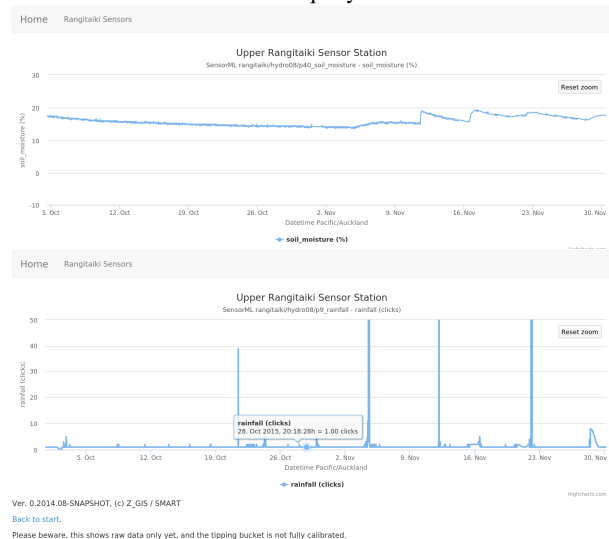 Home Rangitaiki Sensors
Upper Rangitaiki Sensor Station
SensorML rangitaiki/hydro08/p40_soil_moisture - soil_moisture (%)
Reset zoom
30
20
10
0
-10
soil_moisture (%)
5. Oct 12. Oct 19. Oct 26. Oct 2. Nov 9. Nov 16. Nov 23. Nov 30. Nov
Datetime Pacific/Auckland
soil_moisture (%)
Home Rangitaiki Sensors
Upper Rangitaiki Sensor Station
SensorML rangitaiki/hydro08/p9_rainfall - rainfall (clicks)
Reset zoom
50
40
30
20
10
0
rainfall (clicks)
rainfall (clicks)
28. Oct 2015, 20:18:28h = 1.00 clicks
5. Oct 12. Oct 19. Oct 26. Oct 2. Nov 9. Nov 16. Nov 23. Nov 30. Nov
Datetime Pacific/Auckland
rainfall (clicks)
Highcharts.com
Ver. 0.2014.08-SNAPSHOT, (c) Z_GIS / SMART
Back to start.
Please beware, this shows raw data only yet, and the tipping bucket is not fully calibrated.